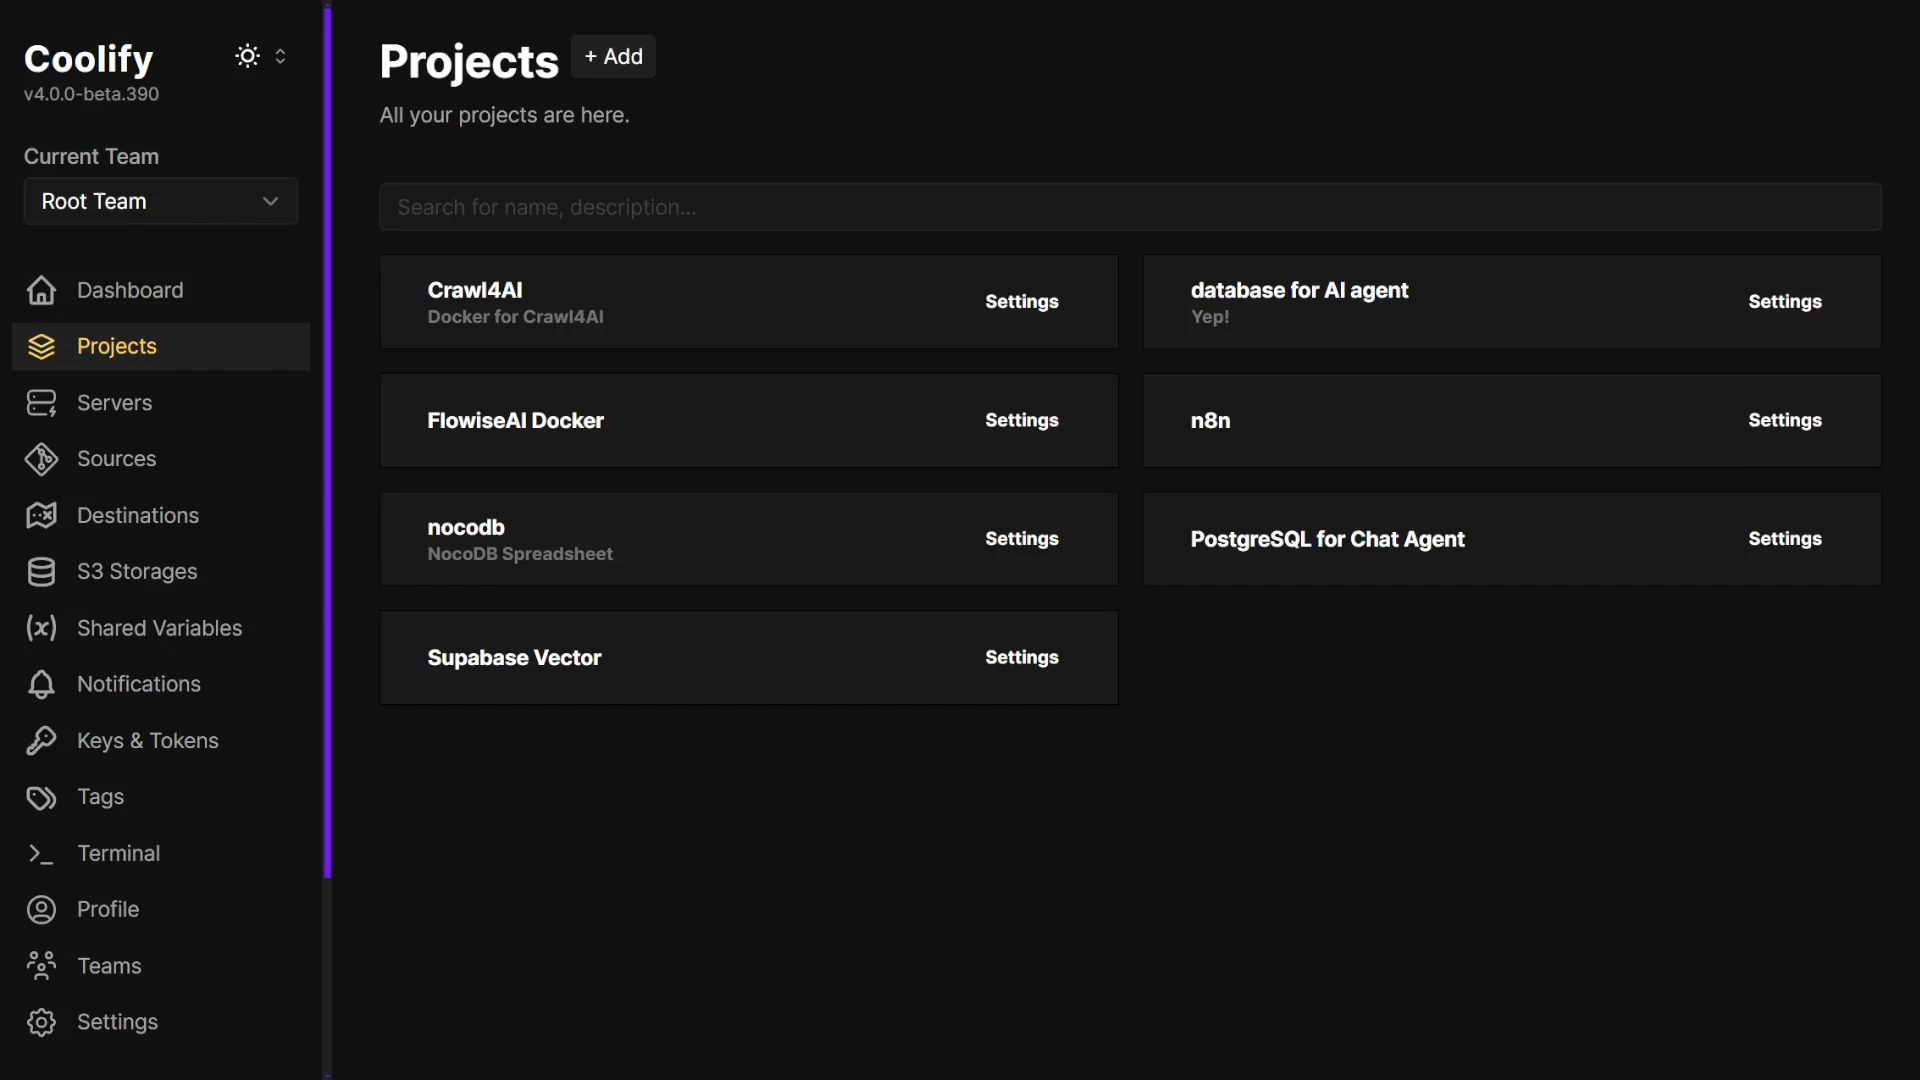 Coolify
v4.0.0-beta.390
Current Team
Root Team
Dashboard
Projects
Servers
Sources
Destinations
S3 Storages
Shared Variables
Notifications
Keys & Tokens
Tags
Terminal
Profile
Teams
Settings
Projects
+ Add
All your projects are here.
Search for name, description...
Crawl4AI
Docker for Crawl4AI
Settings
database for AI agent
Yep!
Settings
FlowiseAI Docker
Settings
n8n
Settings
nocodb
NocoDB Spreadsheet
Settings
PostgreSQL for Chat Agent
Settings
Supabase Vector
Settings